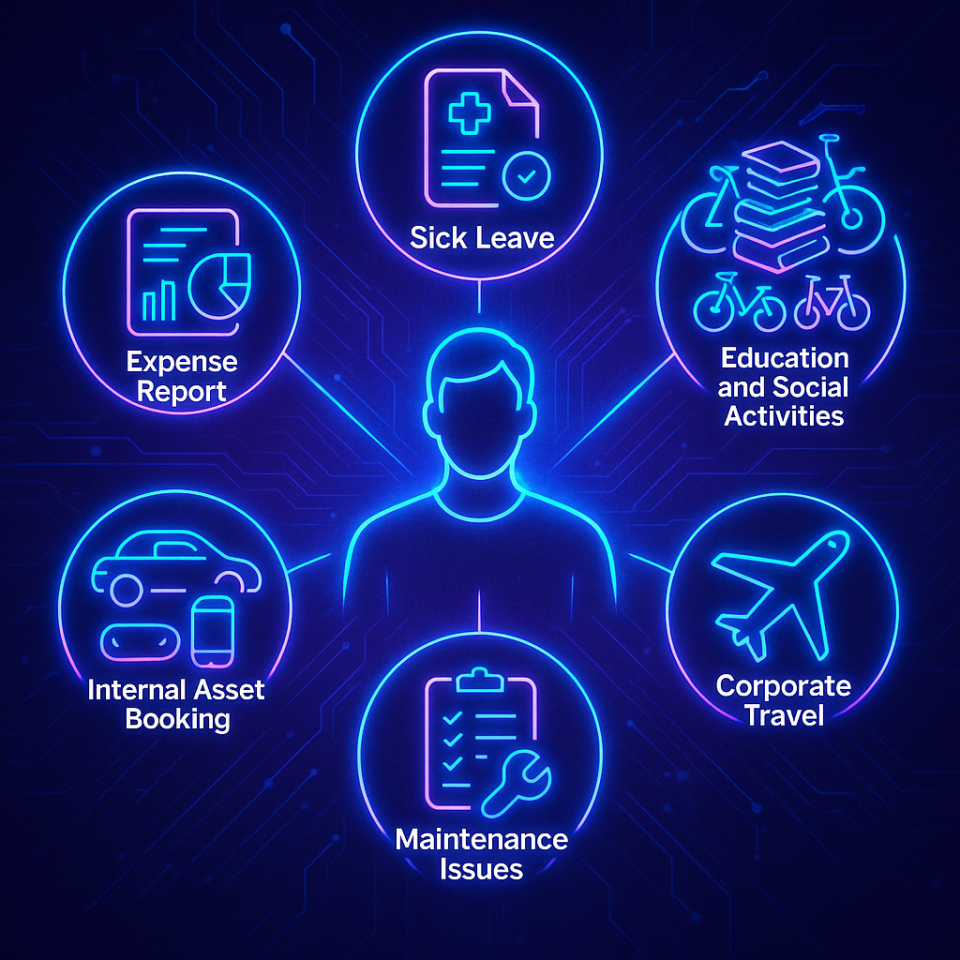 Sick Leave
Expense
Report
Education
and Social
Activities
Internal Asset
Booking
Corporate
Travel
Maintenance
Issues